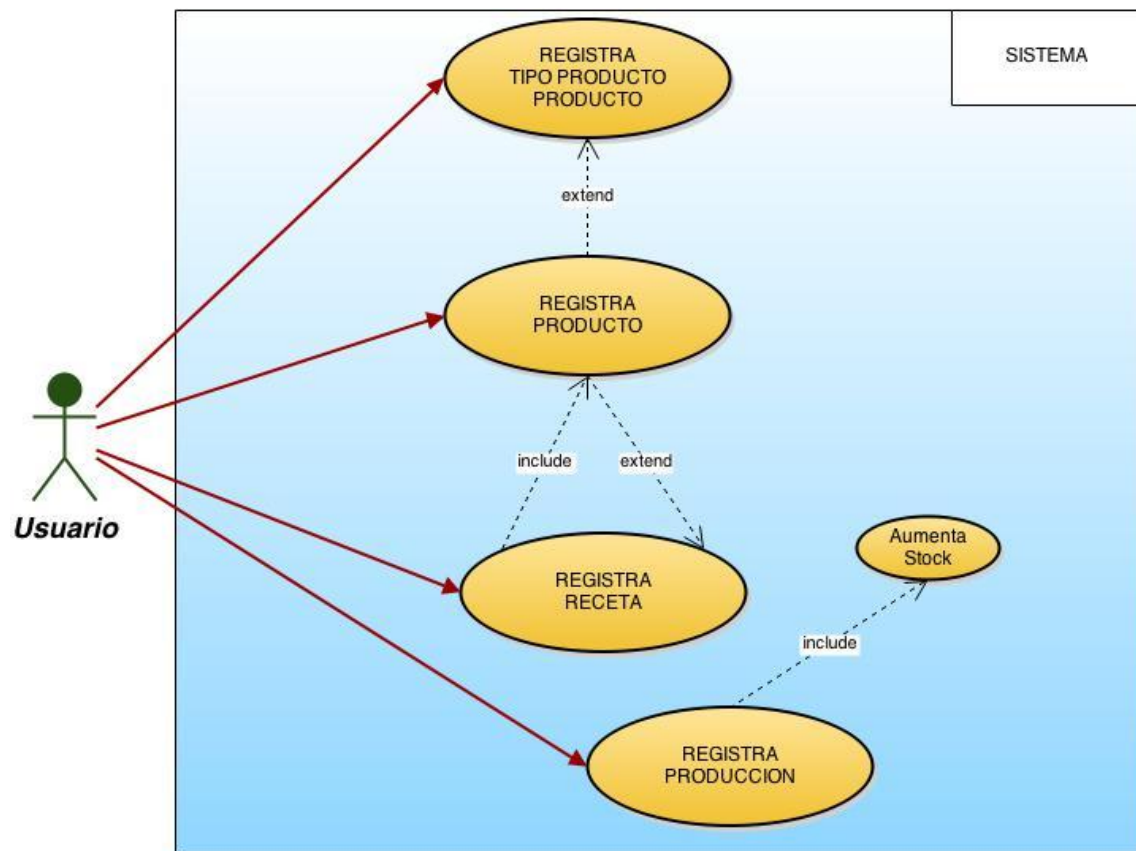 REGISTRA
TIPO PRODUCTO
PRODUCTO
SISTEMA
extend
REGISTRA
PRODUCTO
include
extend
Usuario
Aumenta
Stock
REGISTRA
RECETA
include
REGISTRA
PRODUCCION